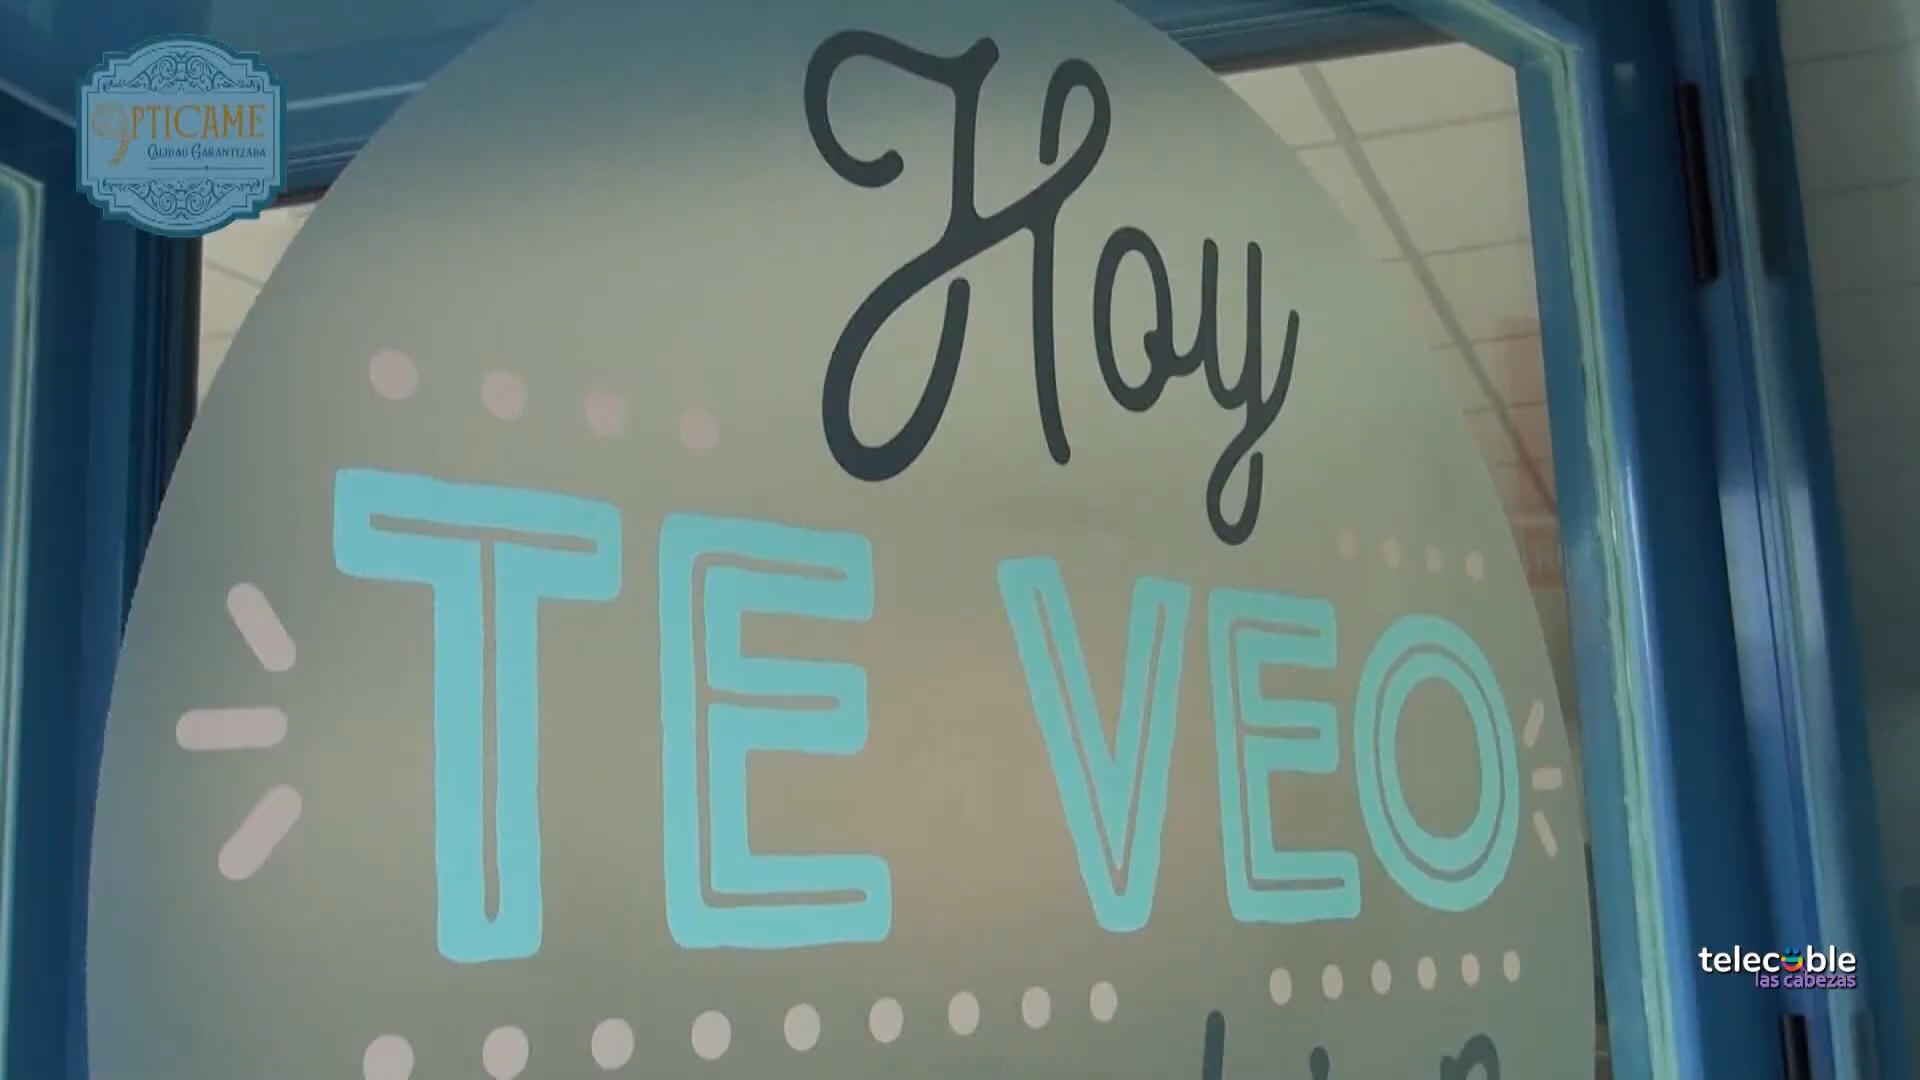 OPTICAME
CALIDAD GARANTIZADA
Hoy
TE VEO
telecable
las cabezas